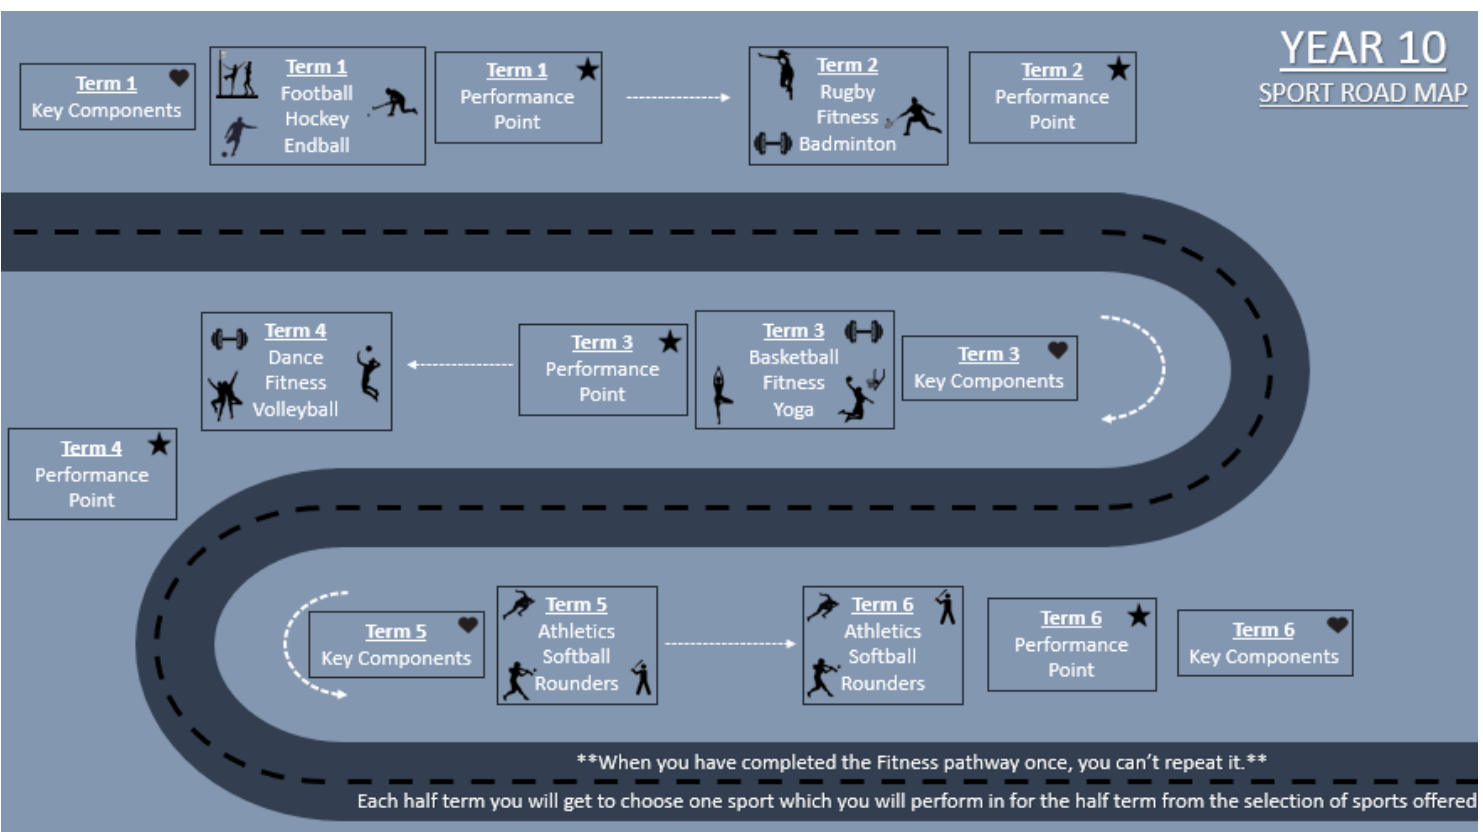 YEAR 10
SPORT ROAD MAP
Term 1
Key Components
Term 1
Football
Hockey
Endball
Term 1
Performance
Point
Term 2
Rugby
Fitness
Badminton
Term 2
Performance
Point
Term 3
Key Components
Term 3
Basketball
Fitness
Yoga
Term 3
Performance
Point
Term 4
Dance
Fitness
Volleyball
Term 4
Performance
Point
Term 5
Key Components
Term 5
Athletics
Softball
Rounders
Term 6
Athletics
Softball
Rounders
Term 6
Performance
Point
Term 6
Key Components
**When you have completed the Fitness pathway once, you can't repeat it.**
Each half term you will get to choose one sport which you will perform in for the half term from the selection of sports offered